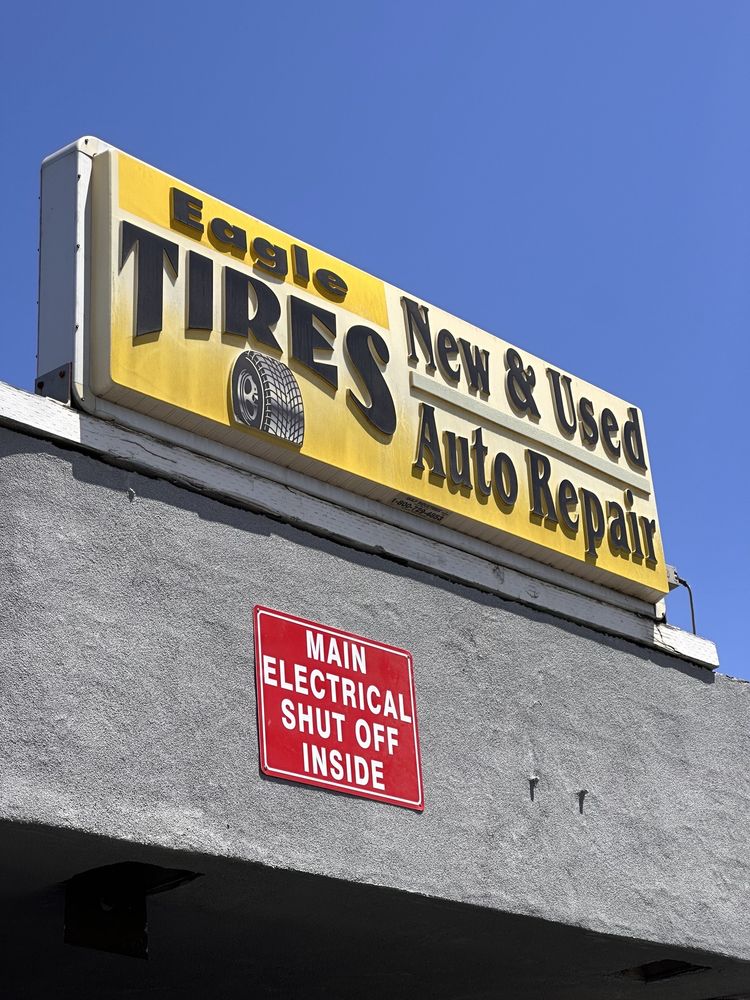 Eagle
TIRES
New & Used
Auto Repair
MAIN
ELECTRICAL
SHUT OFF
INSIDE